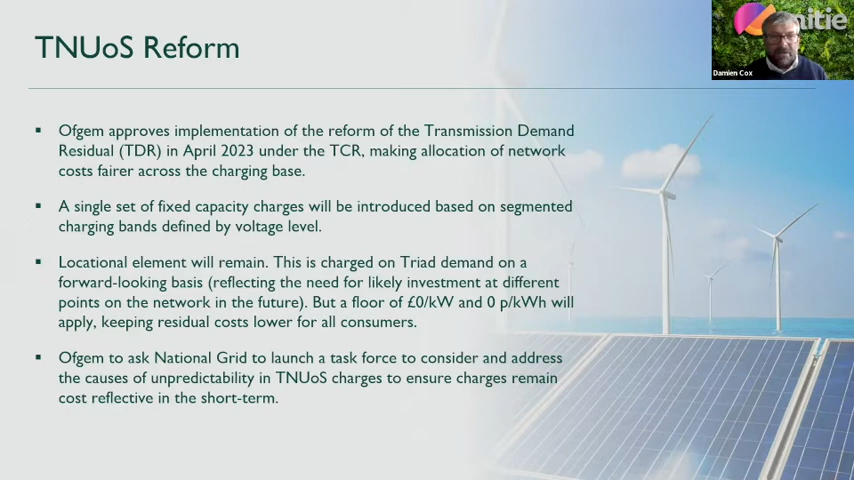 TNUoS Reform
mitie
Damien Cox
▪ Ofgem approves implementation of the reform of the Transmission Demand
Residual (TDR) in April 2023 under the TCR, making allocation of network
costs fairer across the charging base.
▪ A single set of fixed capacity charges will be introduced based on segmented
charging bands defined by voltage level.
▪ Locational element will remain. This is charged on Triad demand on a
forward-looking basis (reflecting the need for likely investment at different
points on the network in the future). But a floor of £0/kW and 0 p/kWh will
apply, keeping residual costs lower for all consumers.
▪ Ofgem to ask National Grid to launch a task force to consider and address
the causes of unpredictability in TNUoS charges to ensure charges remain
cost reflective in the short-term.